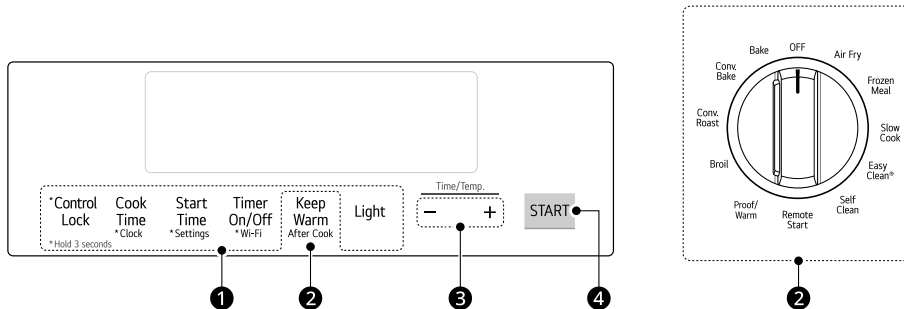 *Control
Lock
Cook
Time
*Clock
Start
Time
*Settings
Timer
On/Off
*Wi-Fi
Keep
Warm
After Cook
Light
Time/Temp.
− +
START
*Hold 3 seconds
1 2 3 4
OFF
Air Fry
Frozen
Meal
Slow
Cook
Easy
Clean®
Self
Clean
Remote
Start
Proof/
Warm
Broil
Conv.
Roast
Conv.
Bake
Bake
2